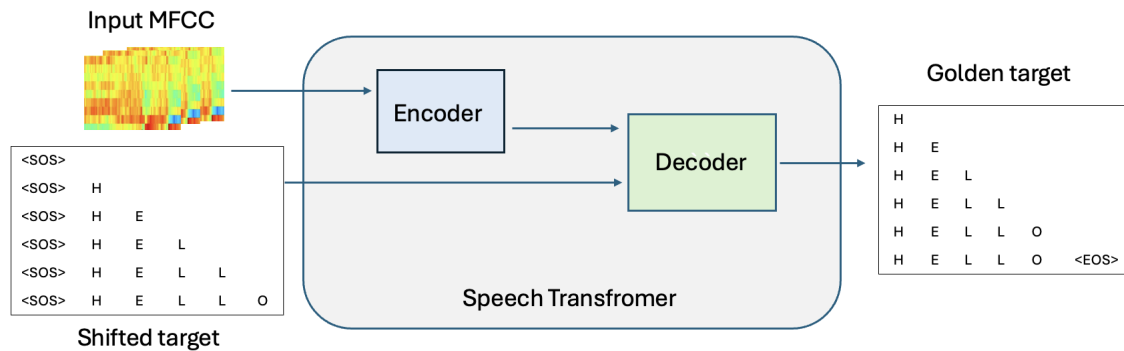 Input MFCC
<SOS>
<SOS> H
<SOS> H E
<SOS> H E L
<SOS> H E L L
<SOS> H E L L O
Shifted target
Encoder
Decoder
Speech Transfromer
Golden target
H
H E
H E L
H E L L
H E L L O
H E L L O <EOS>